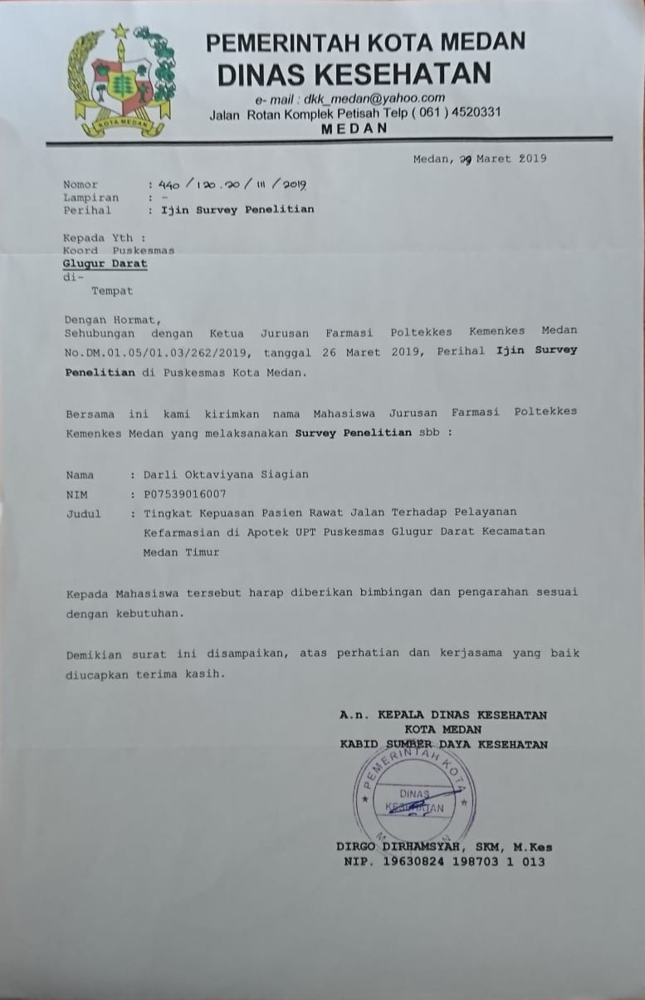 PEMERINTAH KOTA MEDAN
DINAS KESEHATAN
e- mail : dkk_medan@yahoo.com
Jalan Rotan Komplek Petisah Telp ( 061 ) 4520331
MEDAN
KOTA MEDAN
Medan, 29 Maret 2019
Nomor : 440 / 120.20 / III / 2019
Lampiran : -
Perihal : Ijin Survey Penelitian
Kepada Yth :
Koord Puskesmas
Glugur Darat
di-
Tempat
Dengan Hormat,
Sehubungan dengan Ketua Jurusan Farmasi Poltekkes Kemenkes Medan
No.DM.01.05/01.03/262/2019, tanggal 26 Maret 2019, Perihal Ijin Survey
Penelitian di Puskesmas Kota Medan.
Bersama ini kami kirimkan nama Mahasiswa Jurusan Farmasi Poltekkes
Kemenkes Medan yang melaksanakan Survey Penelitian sbb :
Nama : Darli Oktaviyana Siagian
NIM : P07539016007
Judul : Tingkat Kepuasan Pasien Rawat Jalan Terhadap Pelayanan
Kefarmasian di Apotek UPT Puskesmas Glugur Darat Kecamatan
Medan Timur
Kepada Mahasiswa tersebut harap diberikan bimbingan dan pengarahan sesuai
dengan kebutuhan.
Demikian surat ini disampaikan, atas perhatian dan kerjasama yang baik
diucapkan terima kasih.
A.n. KEPALA DINAS KESEHATAN
KOTA MEDAN
KABID SUMBER DAYA KESEHATAN
PEMERINTAH KOTA
DINAS
KESEHATAN
DIRGO DIRHAMSYAH, SKM, M.Kes
NIP. 19630824 198703 1 013